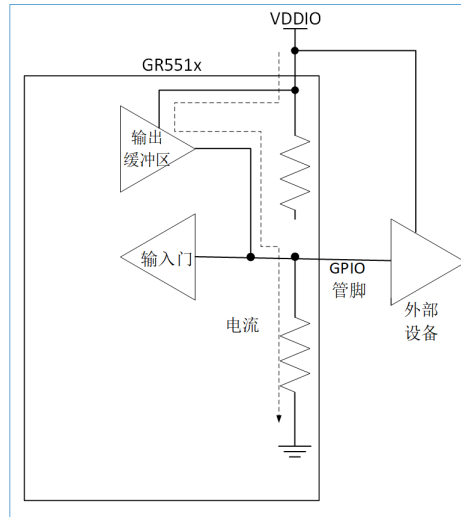 VDDIO
GR551x
输出
缓冲区
输入门
GPIO
管脚
外部
设备
电流